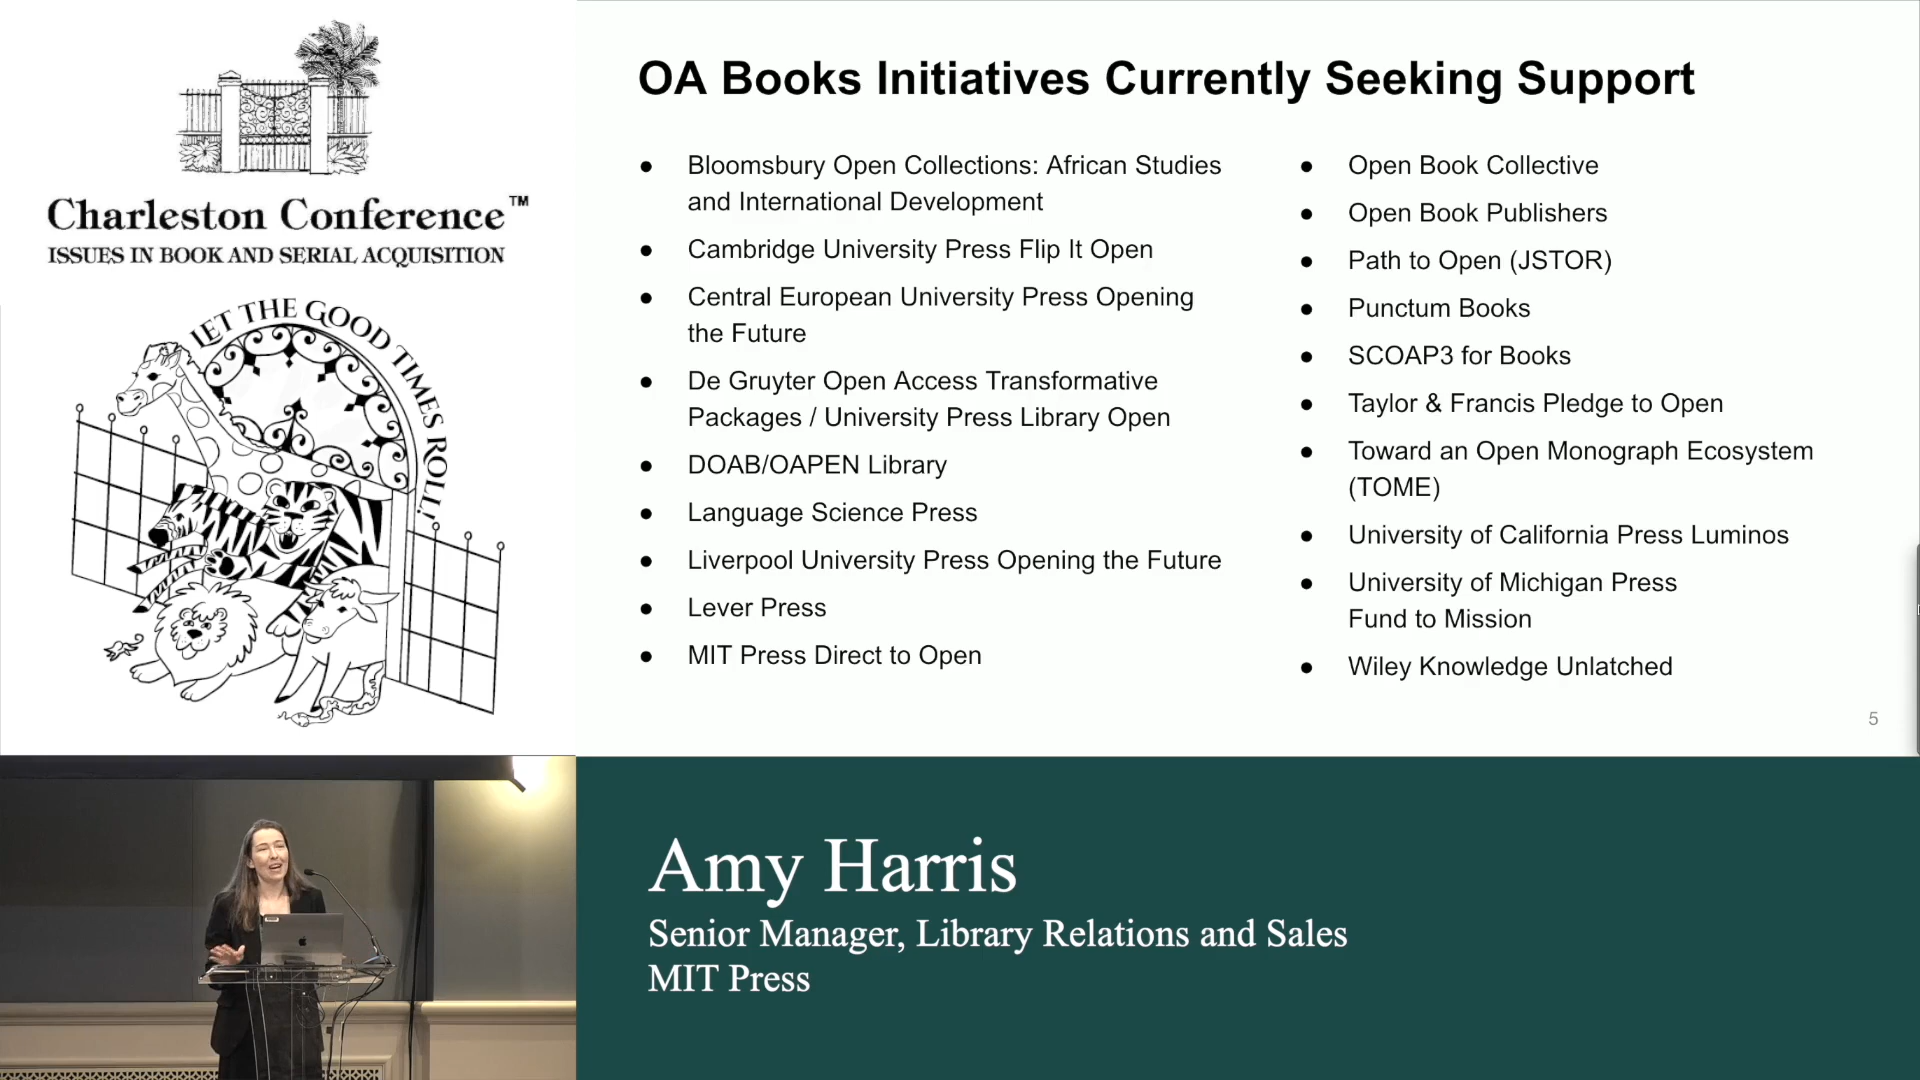 Charleston Conference™
ISSUES IN BOOK AND SERIAL ACQUISITION
LET THE GOOD TIMES ROLL!
OA Books Initiatives Currently Seeking Support
● Bloomsbury Open Collections: African Studies
and International Development
● Cambridge University Press Flip It Open
● Central European University Press Opening
the Future
● De Gruyter Open Access Transformative
Packages / University Press Library Open
● DOAB/OAPEN Library
● Language Science Press
● Liverpool University Press Opening the Future
● Lever Press
● MIT Press Direct to Open
● Open Book Collective
● Open Book Publishers
● Path to Open (JSTOR)
● Punctum Books
● SCOAP3 for Books
● Taylor & Francis Pledge to Open
● Toward an Open Monograph Ecosystem
(TOME)
● University of California Press Luminos
● University of Michigan Press
Fund to Mission
● Wiley Knowledge Unlatched
5
Amy Harris
Senior Manager, Library Relations and Sales
MIT Press